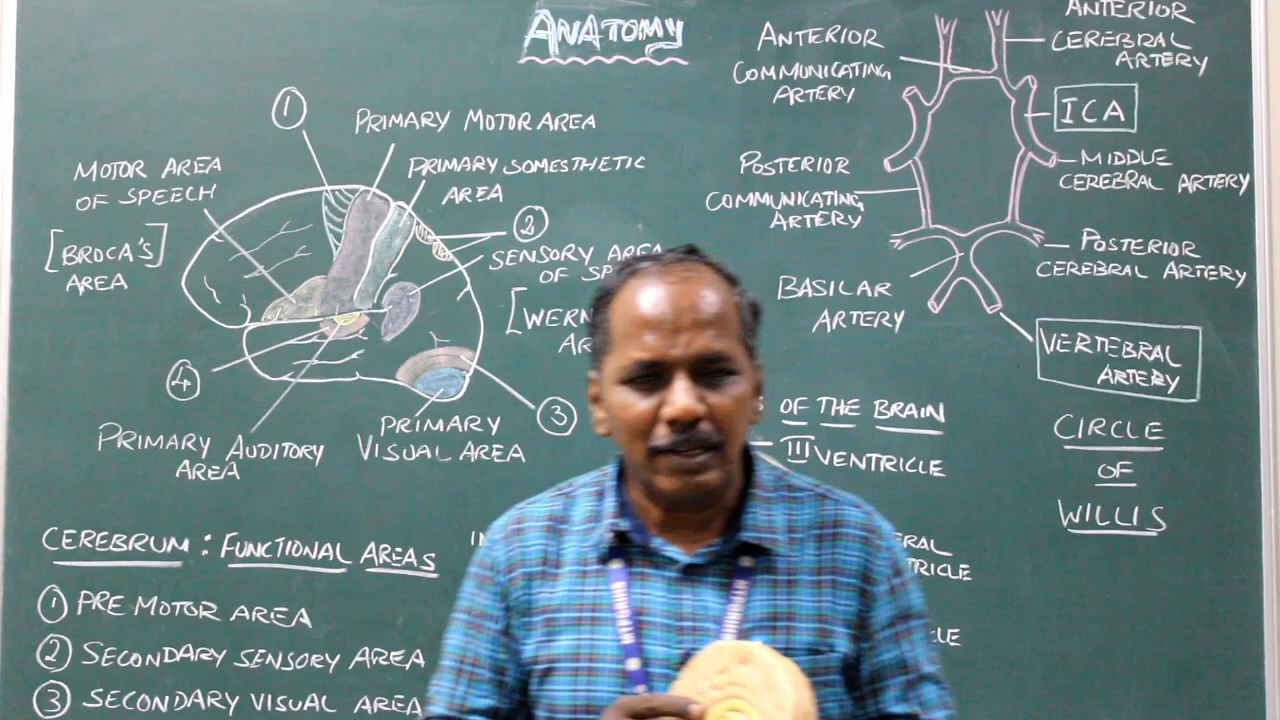 ANATOMY
①
PRIMARY MOTOR AREA
MOTOR AREA
OF SPEECH
[BROCA'S]
AREA
PRIMARY SOMESTHETIC
AREA
②
SENSORY AREA
OF
④
PRIMARY AUDITORY
AREA
PRIMARY
VISUAL AREA
③
ANTERIOR
COMMUNICATING
ARTERY
ANTERIOR
CEREBRAL
ARTERY
ICA
POSTERIOR
COMMUNICATING
ARTERY
MIDDLE
CEREBRAL ARTERY
POSTERIOR
CEREBRAL ARTERY
BASILAR
ARTERY
VERTEBRAL
ARTERY
CIRCLE
OF
WILLIS
OF THE BRAIN
III VENTRICLE
CEREBRUM : FUNCTIONAL AREAS
① PRE MOTOR AREA
② SECONDARY SENSORY AREA
③ SECONDARY VISUAL AREA